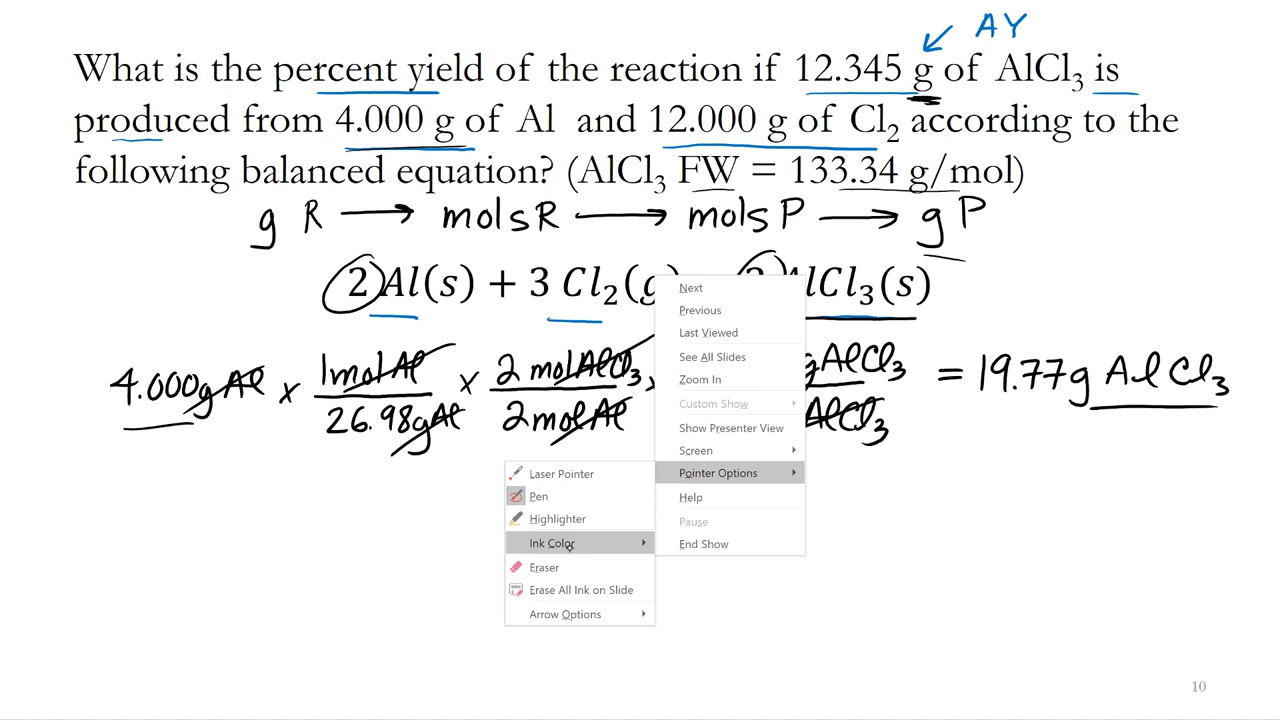 AY
What is the percent yield of the reaction if 12.345 g of AlCl₃ is
produced from 4.000 g of Al and 12.000 g of Cl₂ according to the
following balanced equation? (AlCl₃ FW = 133.34 g/mol)
g R → mols R → mols P → g P
2 Al(s) + 3 Cl₂(g AlCl₃(s)
4.000g Al x 1 mol Al / 26.98g Al x 2 mol AlCl₃ / 2 mol Al x g AlCl₃ / AlCl₃ = 19.77g AlCl₃
Next
Previous
Last Viewed
See All Slides
Zoom In
Custom Show
Show Presenter View
Screen
Pointer Options
Help
Pause
End Show
Laser Pointer
Pen
Highlighter
Ink Color
Eraser
Erase All Ink on Slide
Arrow Options
10